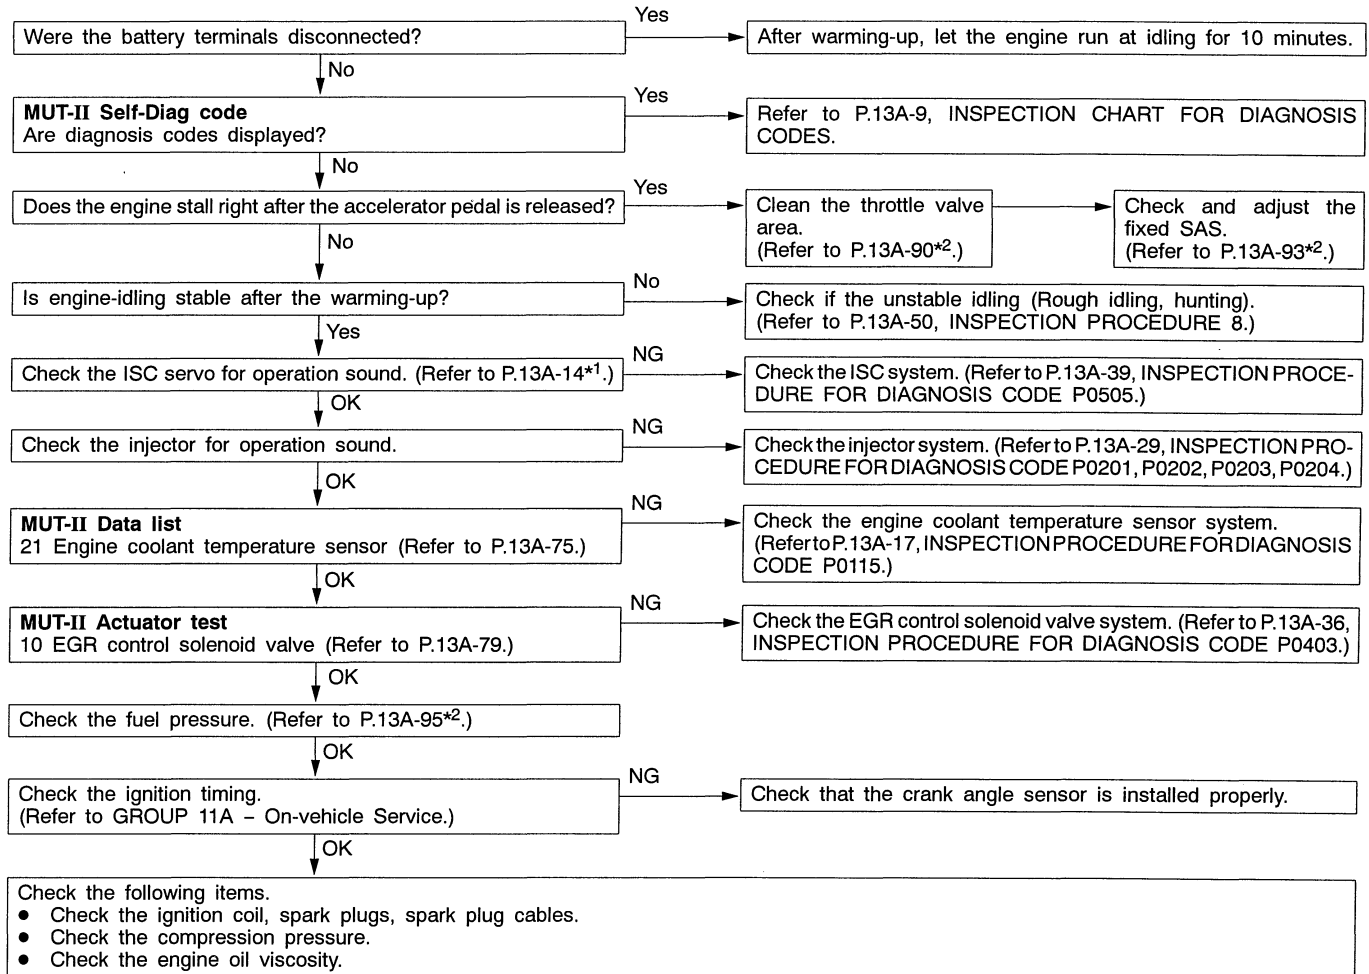 Were the battery terminals disconnected?
Yes
After warming-up, let the engine run at idling for 10 minutes.
No
MUT-II Self-Diag code
Are diagnosis codes displayed?
Yes
Refer to P.13A-9, INSPECTION CHART FOR DIAGNOSIS
CODES.
No
Does the engine stall right after the accelerator pedal is released?
Yes
Clean the throttle valve
area.
(Refer to P.13A-90*2.)
Check and adjust the
fixed SAS.
(Refer to P.13A-93*2.)
No
Is engine-idling stable after the warming-up?
No
Check if the unstable idling (Rough idling, hunting).
(Refer to P.13A-50, INSPECTION PROCEDURE 8.)
Yes
Check the ISC servo for operation sound. (Refer to P.13A-14*1.)
NG
Check the ISC system. (Refer to P.13A-39, INSPECTION PROCE-
DURE FOR DIAGNOSIS CODE P0505.)
OK
Check the injector for operation sound.
NG
Check the injector system. (Refer to P.13A-29, INSPECTION PRO-
CEDURE FOR DIAGNOSIS CODE P0201, P0202, P0203, P0204.)
OK
MUT-II Data list
21 Engine coolant temperature sensor (Refer to P.13A-75.)
NG
Check the engine coolant temperature sensor system.
(Refer to P.13A-17, INSPECTION PROCEDURE FOR DIAGNOSIS
CODE P0115.)
OK
MUT-II Actuator test
10 EGR control solenoid valve (Refer to P.13A-79.)
NG
Check the EGR control solenoid valve system. (Refer to P.13A-36,
INSPECTION PROCEDURE FOR DIAGNOSIS CODE P0403.)
OK
Check the fuel pressure. (Refer to P.13A-95*2.)
OK
Check the ignition timing.
(Refer to GROUP 11A – On-vehicle Service.)
NG
Check that the crank angle sensor is installed properly.
OK
Check the following items.
● Check the ignition coil, spark plugs, spark plug cables.
● Check the compression pressure.
● Check the engine oil viscosity.